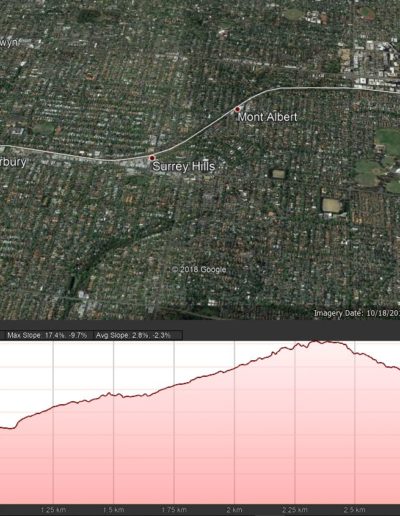 wynr
Mont Albert
rbury
Surrey Hills
© 2018 Google
Imagery Date: 10/18/20
Max Slope: 17.4%, -9.7% Avg Slope: 2.8%, -2.3%
1.25 km 1.5 km 1.75 km 2 km 2.25 km 2.5 km